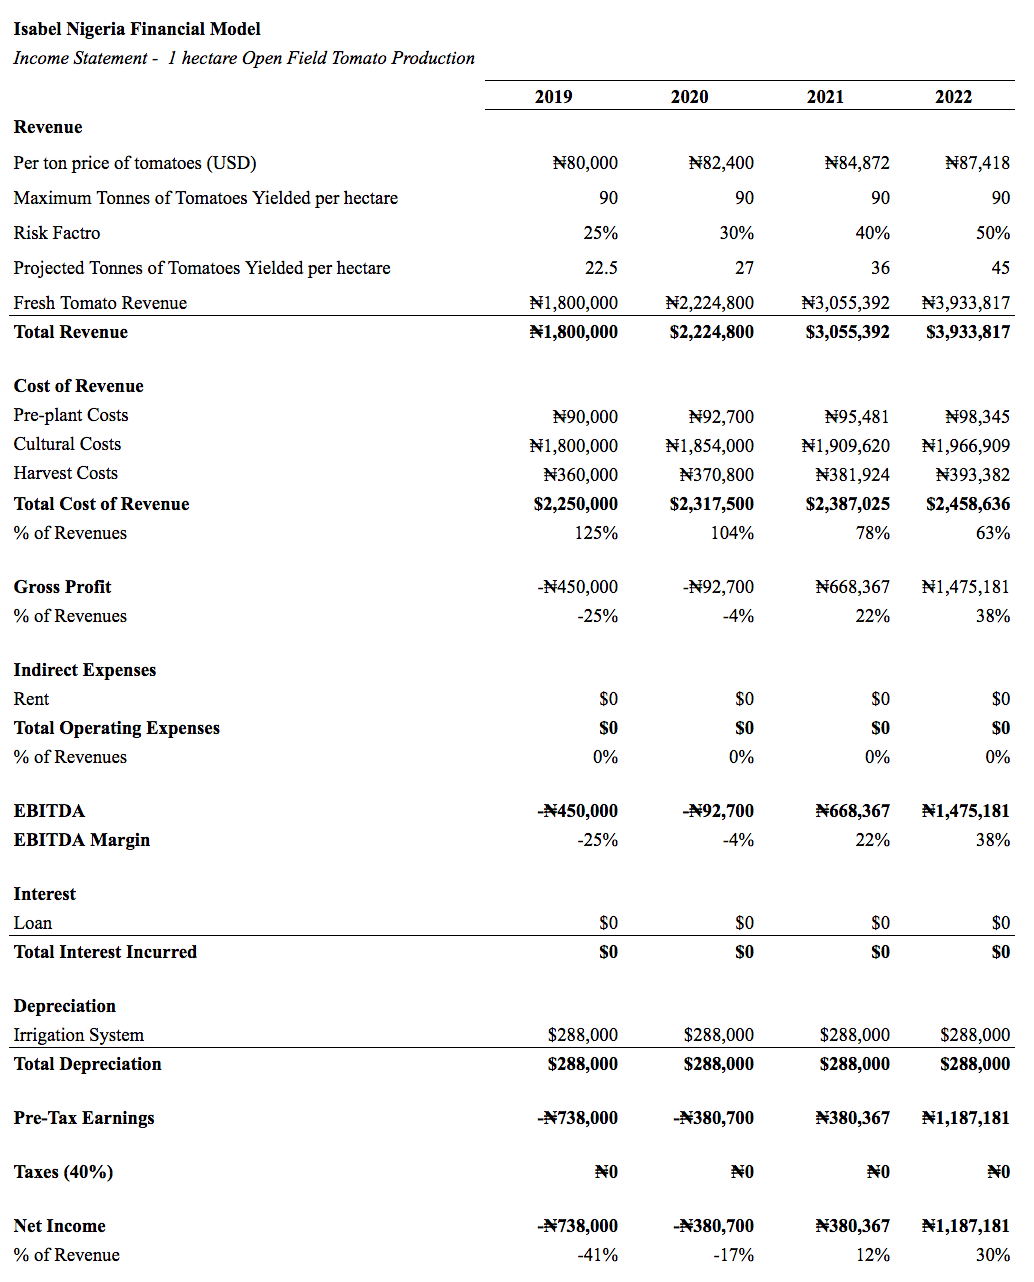 Isabel Nigeria Financial Model
Income Statement - 1 hectare Open Field Tomato Production
2019 2020 2021 2022
Revenue
Per ton price of tomatoes (USD) ₦80,000 ₦82,400 ₦84,872 ₦87,418
Maximum Tonnes of Tomatoes Yielded per hectare 90 90 90 90
Risk Factro 25% 30% 40% 50%
Projected Tonnes of Tomatoes Yielded per hectare 22.5 27 36 45
Fresh Tomato Revenue ₦1,800,000 ₦2,224,800 ₦3,055,392 ₦3,933,817
Total Revenue ₦1,800,000 $2,224,800 $3,055,392 $3,933,817
Cost of Revenue
Pre-plant Costs ₦90,000 ₦92,700 ₦95,481 ₦98,345
Cultural Costs ₦1,800,000 ₦1,854,000 ₦1,909,620 ₦1,966,909
Harvest Costs ₦360,000 ₦370,800 ₦381,924 ₦393,382
Total Cost of Revenue $2,250,000 $2,317,500 $2,387,025 $2,458,636
% of Revenues 125% 104% 78% 63%
Gross Profit -₦450,000 -₦92,700 ₦668,367 ₦1,475,181
% of Revenues -25% -4% 22% 38%
Indirect Expenses
Rent $0 $0 $0 $0
Total Operating Expenses $0 $0 $0 $0
% of Revenues 0% 0% 0% 0%
EBITDA -₦450,000 -₦92,700 ₦668,367 ₦1,475,181
EBITDA Margin -25% -4% 22% 38%
Interest
Loan $0 $0 $0 $0
Total Interest Incurred $0 $0 $0 $0
Depreciation
Irrigation System $288,000 $288,000 $288,000 $288,000
Total Depreciation $288,000 $288,000 $288,000 $288,000
Pre-Tax Earnings -₦738,000 -₦380,700 ₦380,367 ₦1,187,181
Taxes (40%) ₦0 ₦0 ₦0 ₦0
Net Income -₦738,000 -₦380,700 ₦380,367 ₦1,187,181
% of Revenue -41% -17% 12% 30%